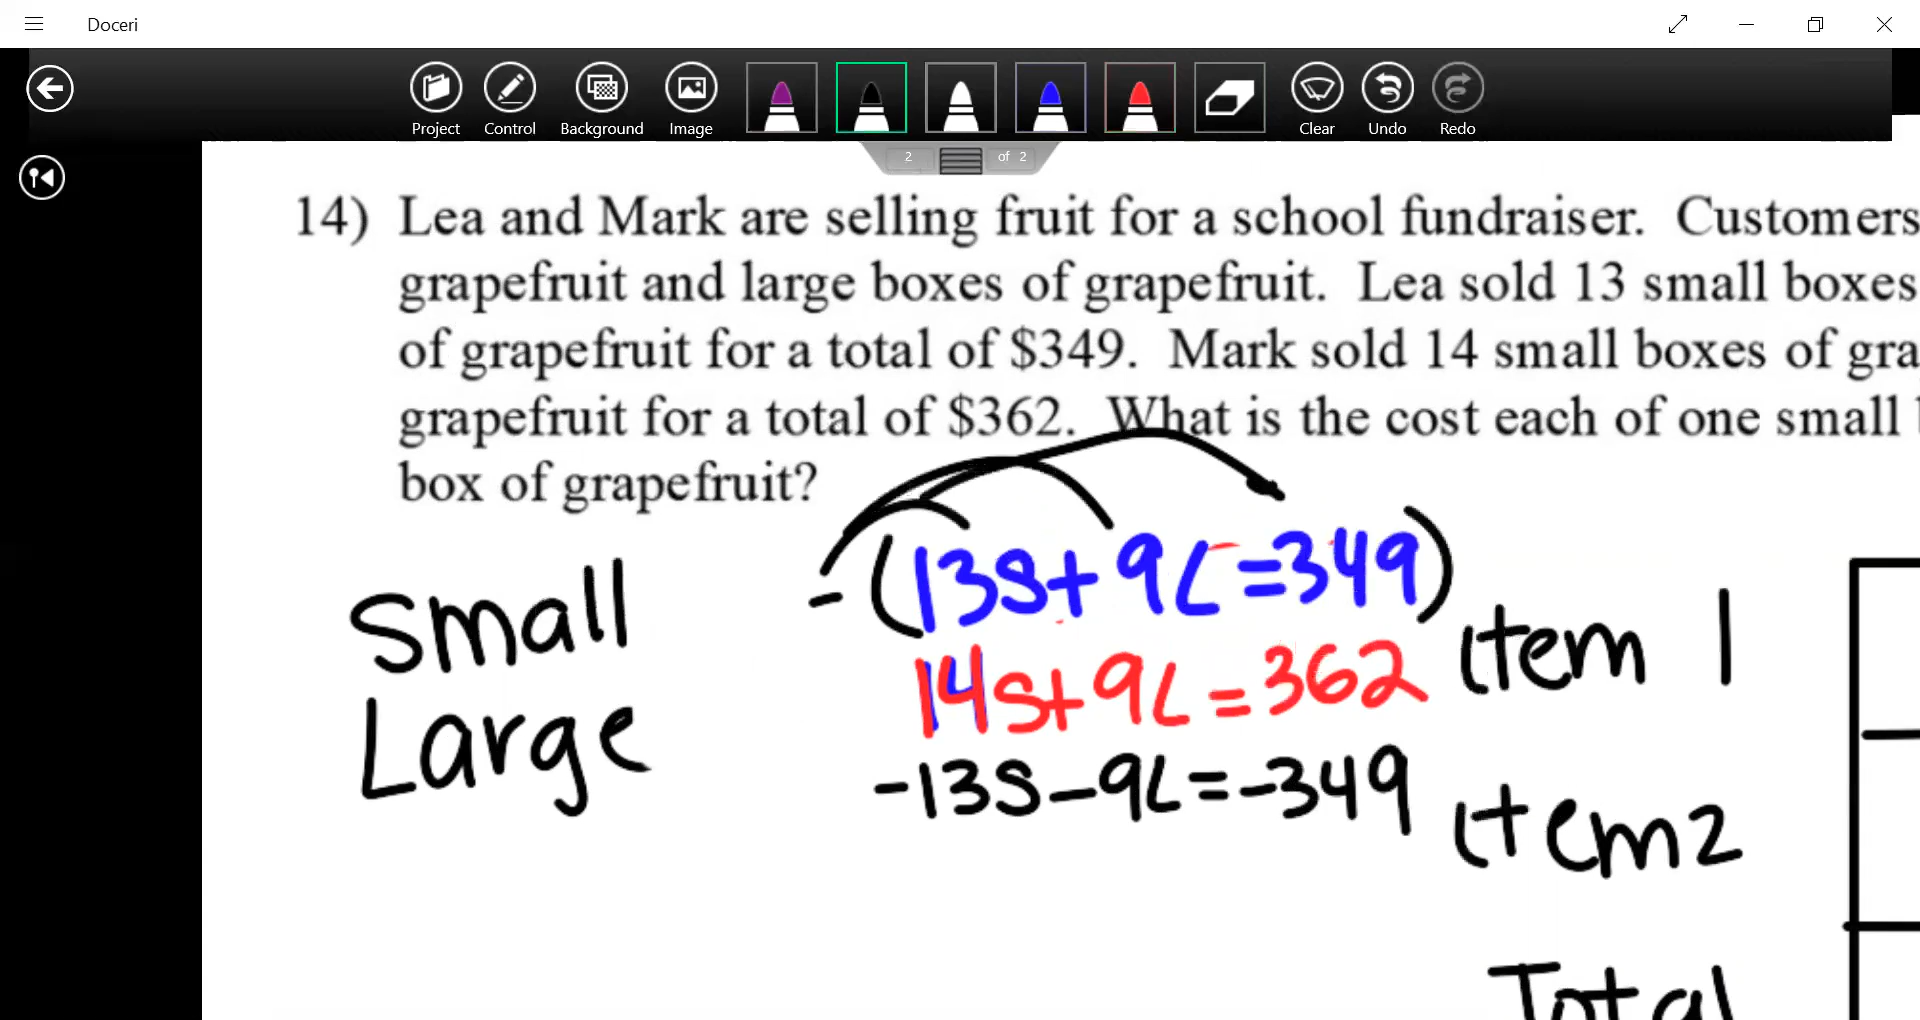 Doceri
Project Control Background Image Clear Undo Redo
2 of 2
14) Lea and Mark are selling fruit for a school fundraiser. Customers
grapefruit and large boxes of grapefruit. Lea sold 13 small boxes
of grapefruit for a total of $349. Mark sold 14 small boxes of gra
grapefruit for a total of $362. What is the cost each of one small
box of grapefruit?
-(13s+9L=349)
Small
14s+9L=362 Item 1
Large
-13s-9L=-349
Item2
Total